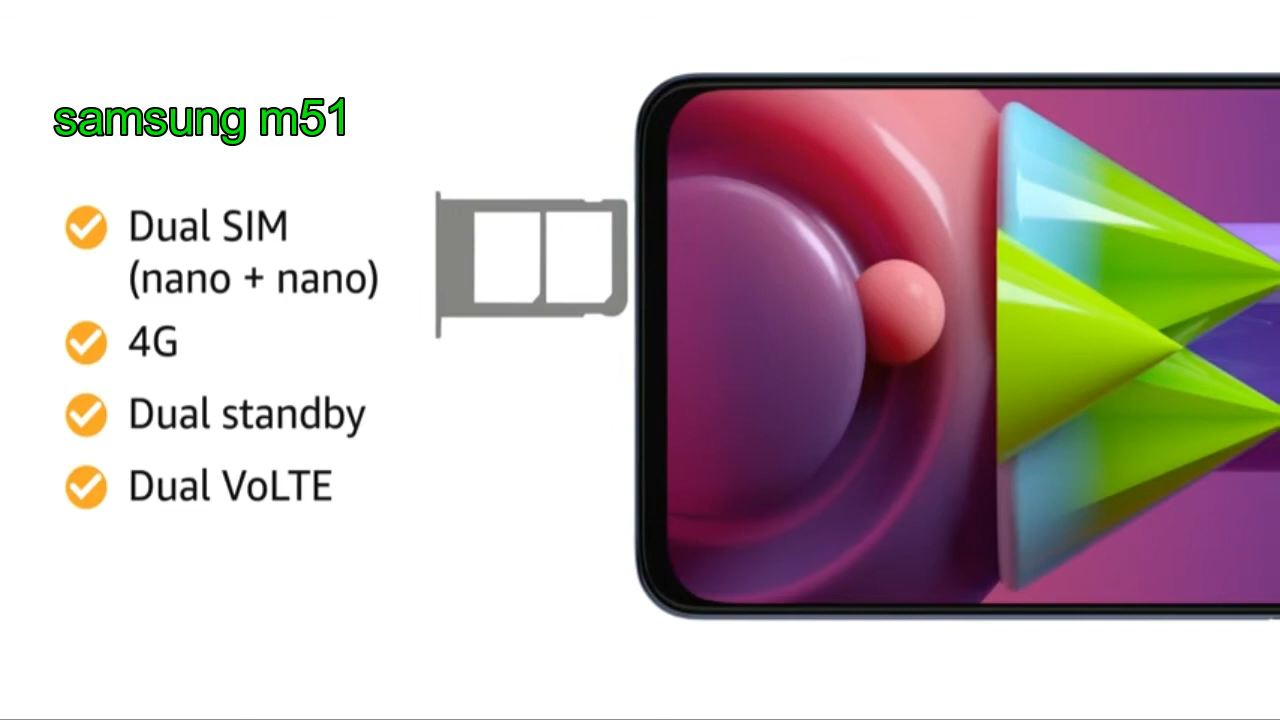 samsung m51
Dual SIM
(nano + nano)
4G
Dual standby
Dual VoLTE